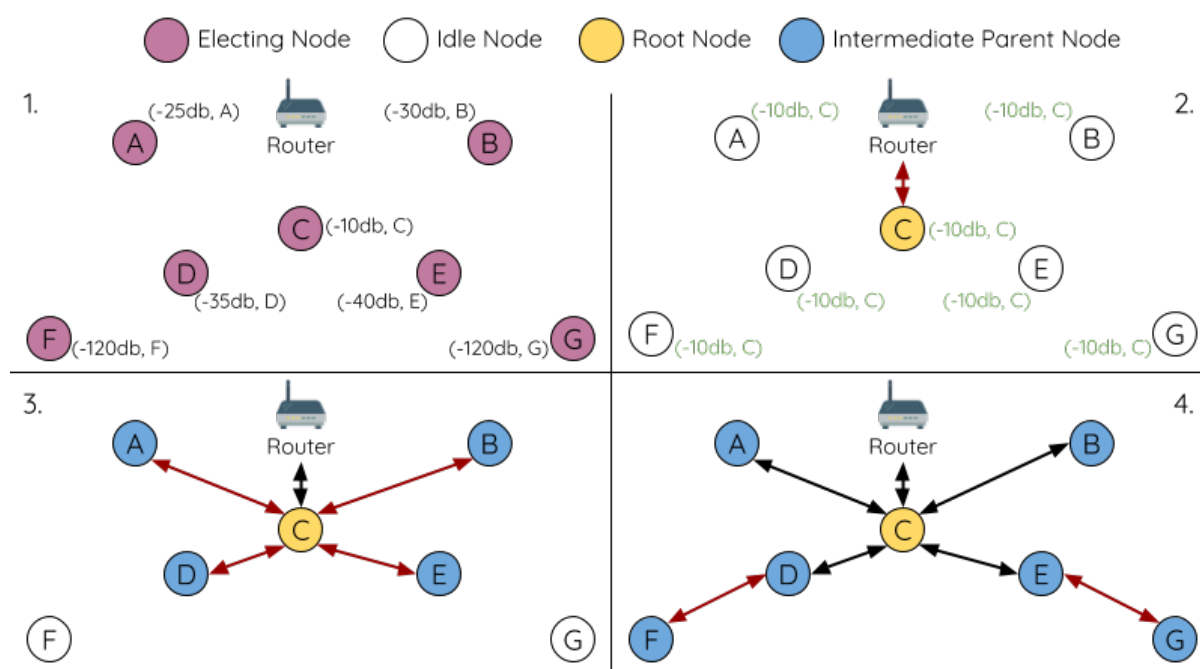 Electing Node Idle Node Root Node Intermediate Parent Node
1.
(-25db, A)
(-30db, B)
A
Router
B
C (-10db, C)
D
E
(-35db, D)
(-40db, E)
F (-120db, F)
(-120db, G) G
2.
(-10db, C)
(-10db, C)
A
Router
B
C (-10db, C)
D
E
(-10db, C)
(-10db, C)
F (-10db, C)
(-10db, C) G
3.
A
Router
B
C
D
E
F
G
4.
A
Router
B
C
D
E
F
G